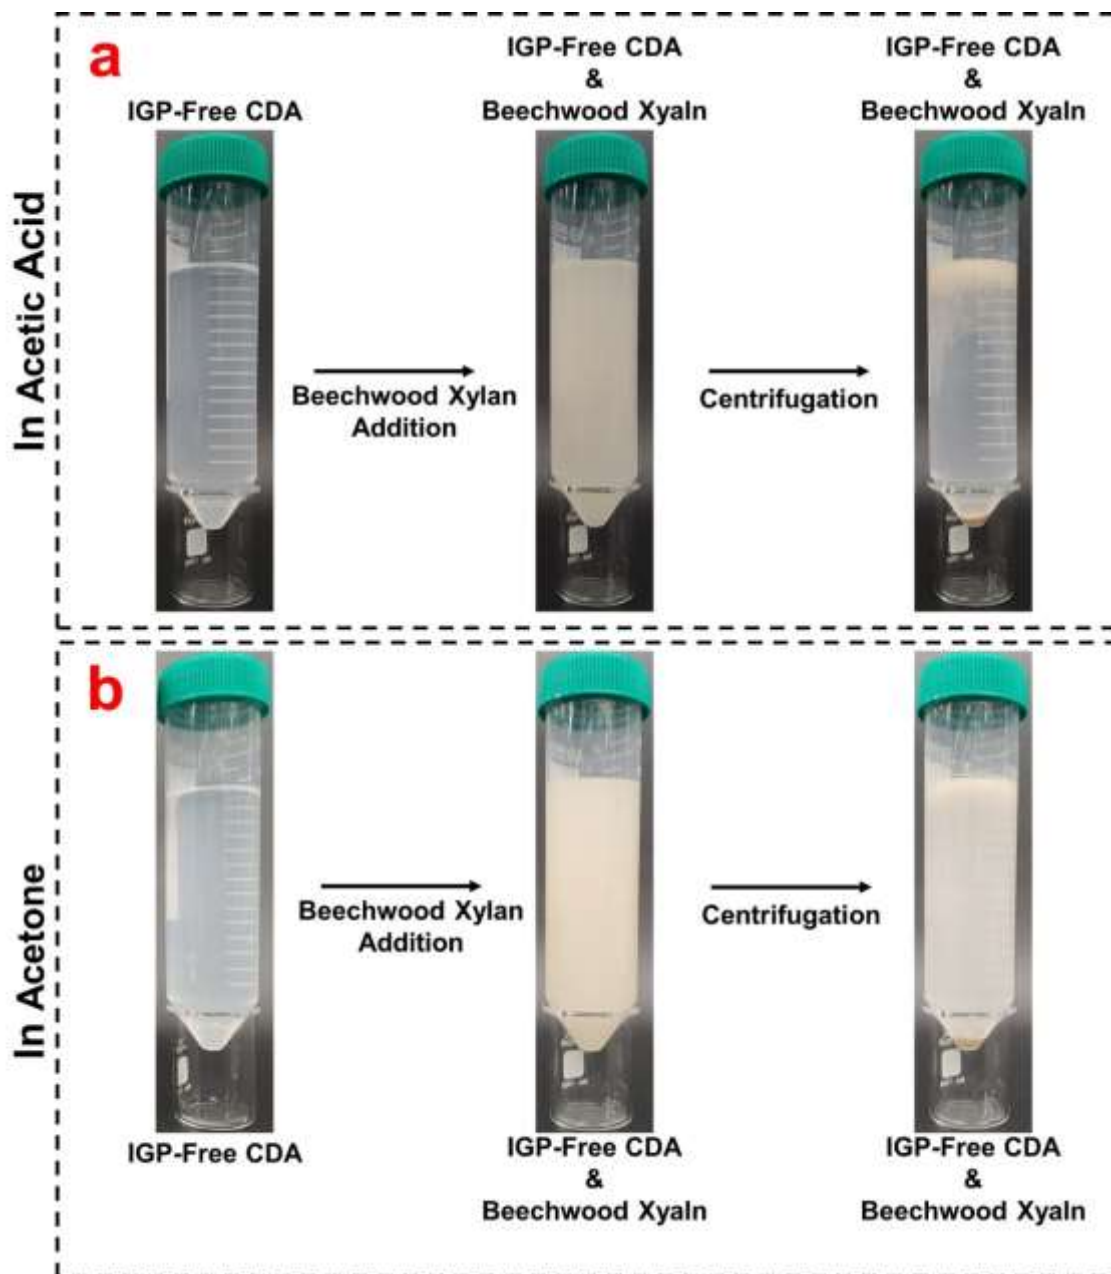 In Acetic Acid
a
IGP-Free CDA
Beechwood Xylan
Addition
IGP-Free CDA
&
Beechwood Xyaln
Centrifugation
IGP-Free CDA
&
Beechwood Xyaln
In Acetone
b
IGP-Free CDA
Beechwood Xylan
Addition
IGP-Free CDA
&
Beechwood Xyaln
Centrifugation
IGP-Free CDA
&
Beechwood Xyaln